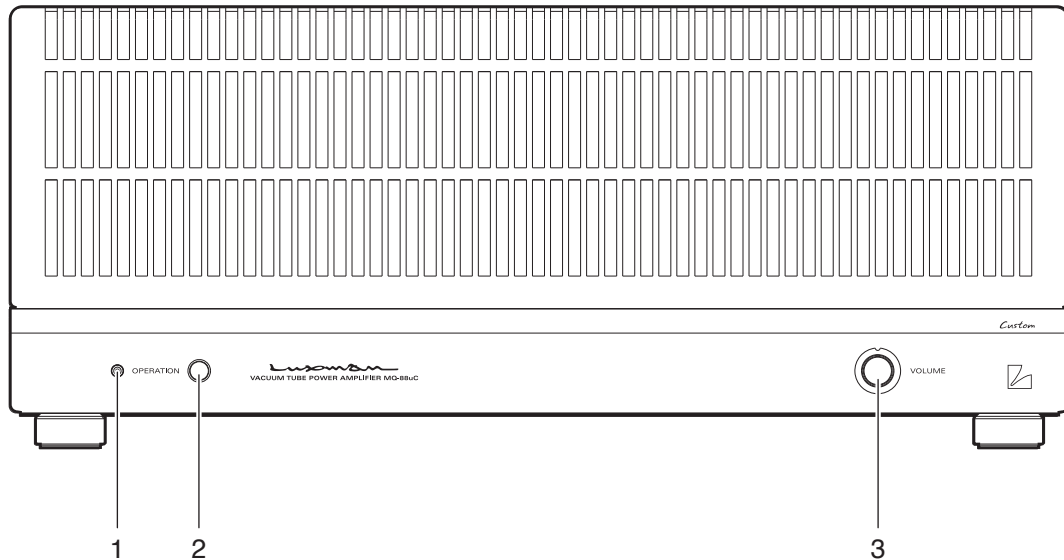 Custom
OPERATION
LUXMAN
VACUUM TUBE POWER AMPLIFIER MQ-88uC
VOLUME
1
2
3